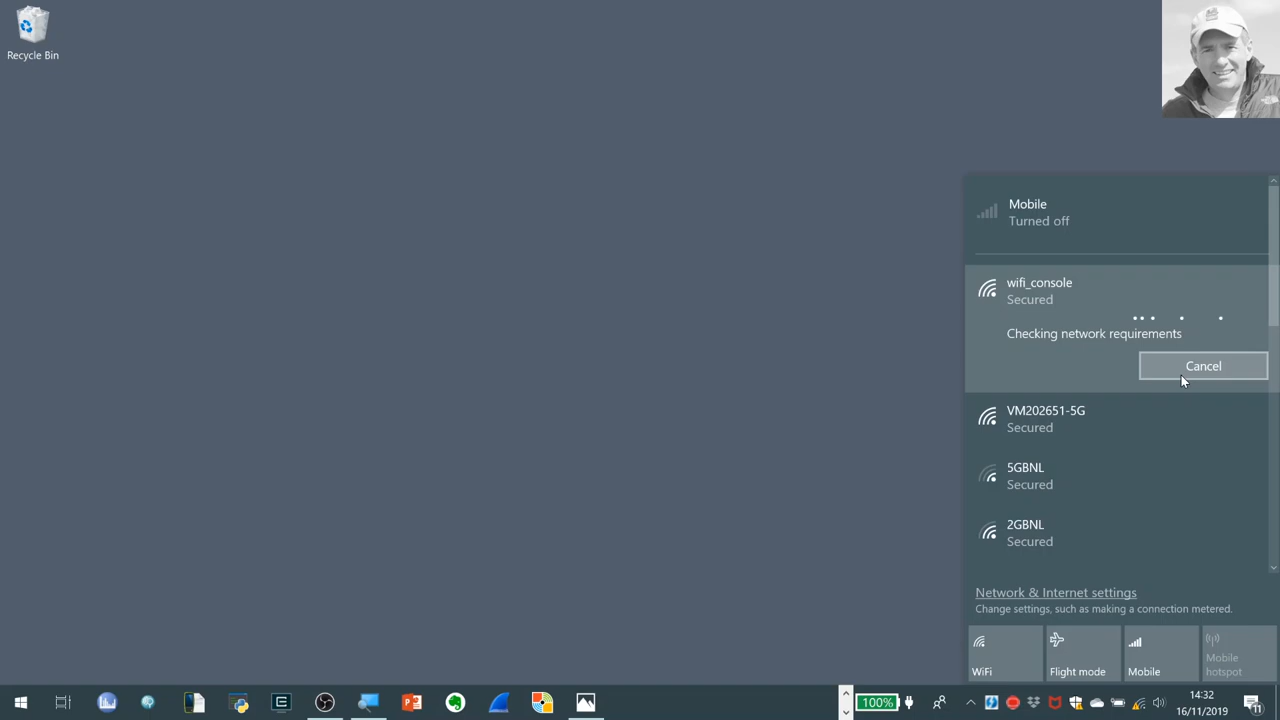 Recycle Bin
Mobile
Turned off
wifi_console
Secured
Checking network requirements
Cancel
VM202651-5G
Secured
5GBNL
Secured
2GBNL
Secured
Network & Internet settings
Change settings, such as making a connection metered.
WiFi
Flight mode
Mobile
Mobile
hotspot
100%
14:32
16/11/2019
11